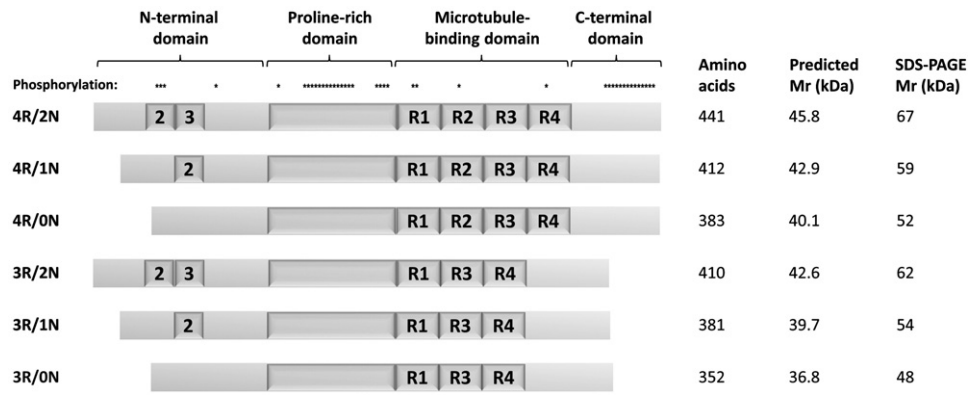 N-terminal domain
Proline-rich domain
Microtubule-binding domain
C-terminal domain
Amino acids
Predicted Mr (kDa)
SDS-PAGE Mr (kDa)
Phosphorylation: *** * * ************** **** ** * * **************
4R/2N 2 3 R1 R2 R3 R4 441 45.8 67
4R/1N 2 R1 R2 R3 R4 412 42.9 59
4R/0N R1 R2 R3 R4 383 40.1 52
3R/2N 2 3 R1 R3 R4 410 42.6 62
3R/1N 2 R1 R3 R4 381 39.7 54
3R/0N R1 R3 R4 352 36.8 48